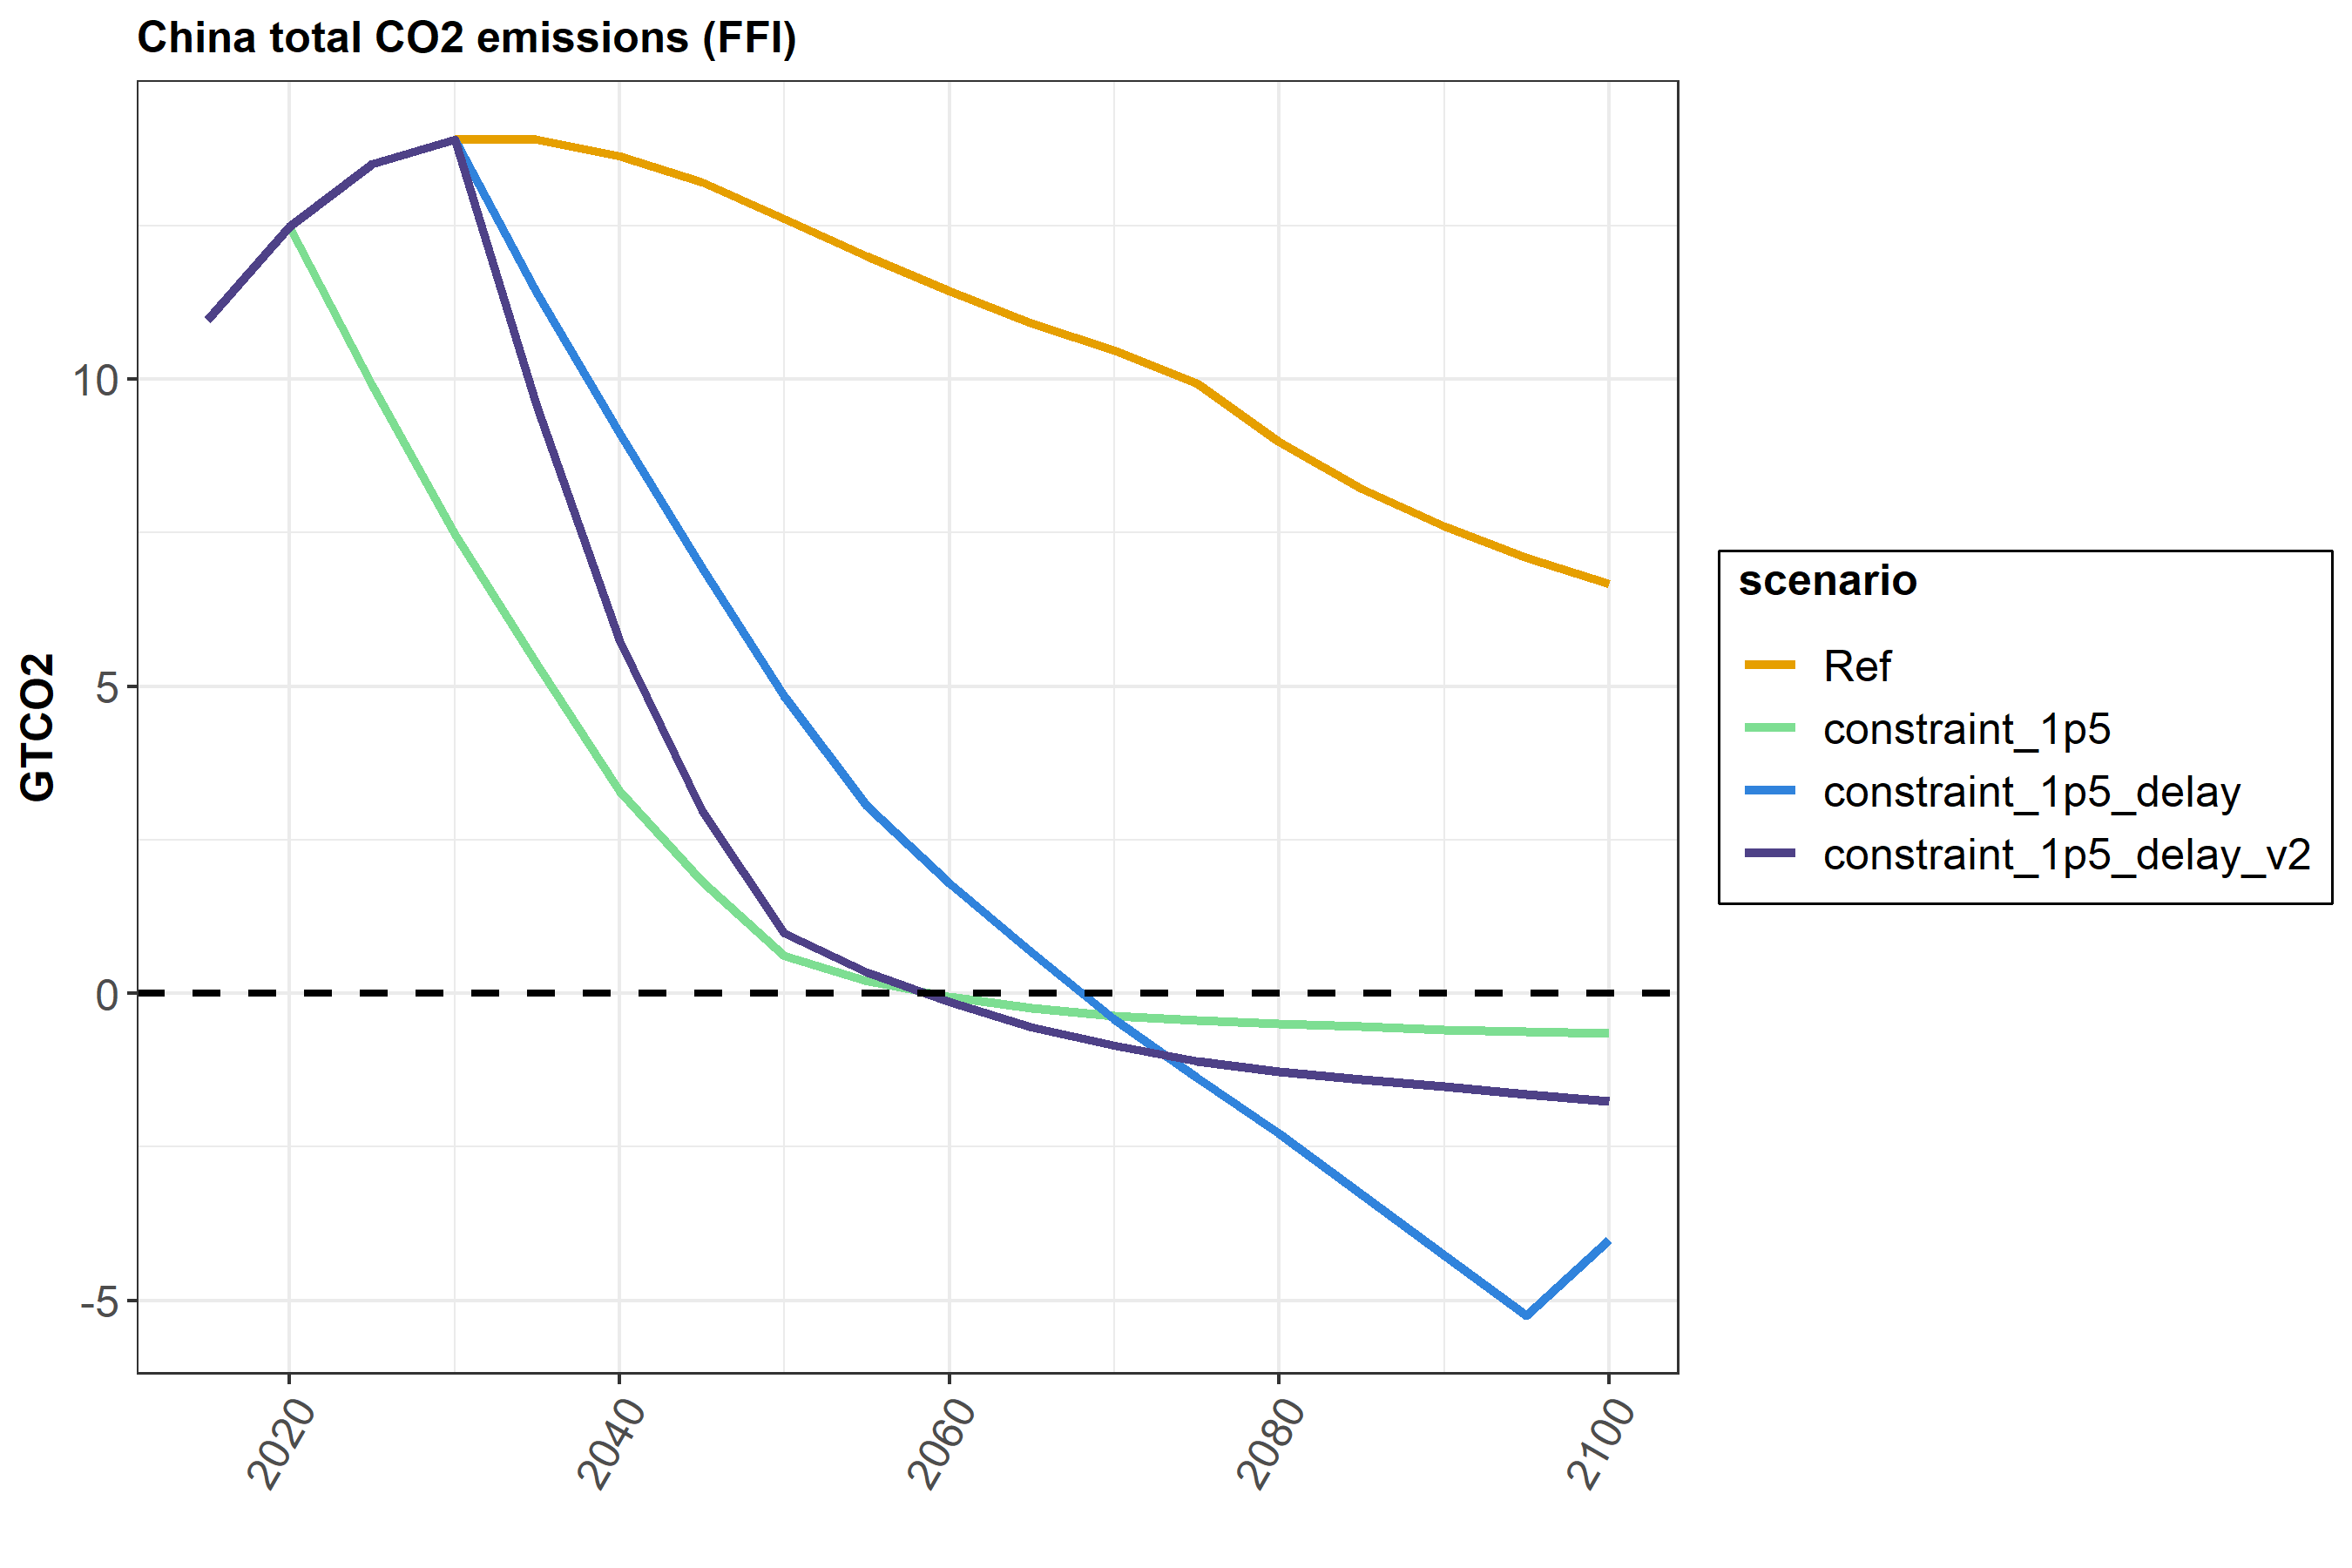 China total CO2 emissions (FFI)
GTCO2
10
5
0
-5
2020
2040
2060
2080
2100
scenario
Ref
constraint_1p5
constraint_1p5_delay
constraint_1p5_delay_v2